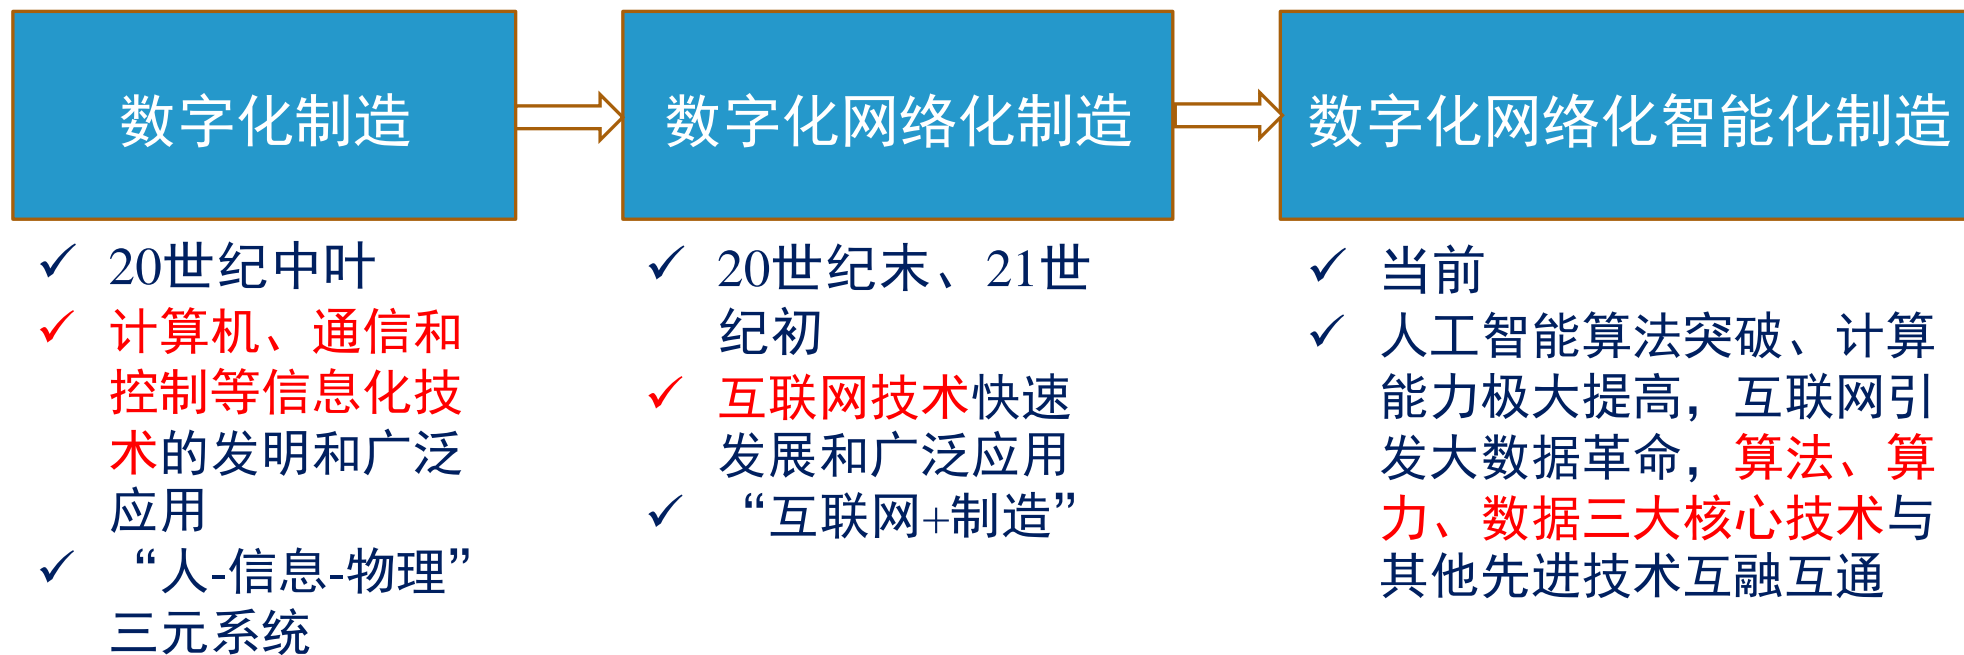 数字化制造
数字化网络化制造
数字化网络化智能化制造
✓ 20世纪中叶
✓ 计算机、通信和
控制等信息化技
术的发明和广泛
应用
✓ “人-信息-物理”
三元系统
✓ 20世纪末、21世
纪初
✓ 互联网技术快速
发展和广泛应用
✓ “互联网+制造”
✓ 当前
✓ 人工智能算法突破、计算
能力极大提高，互联网引
发大数据革命，算法、算
力、数据三大核心技术与
其他先进技术互融互通